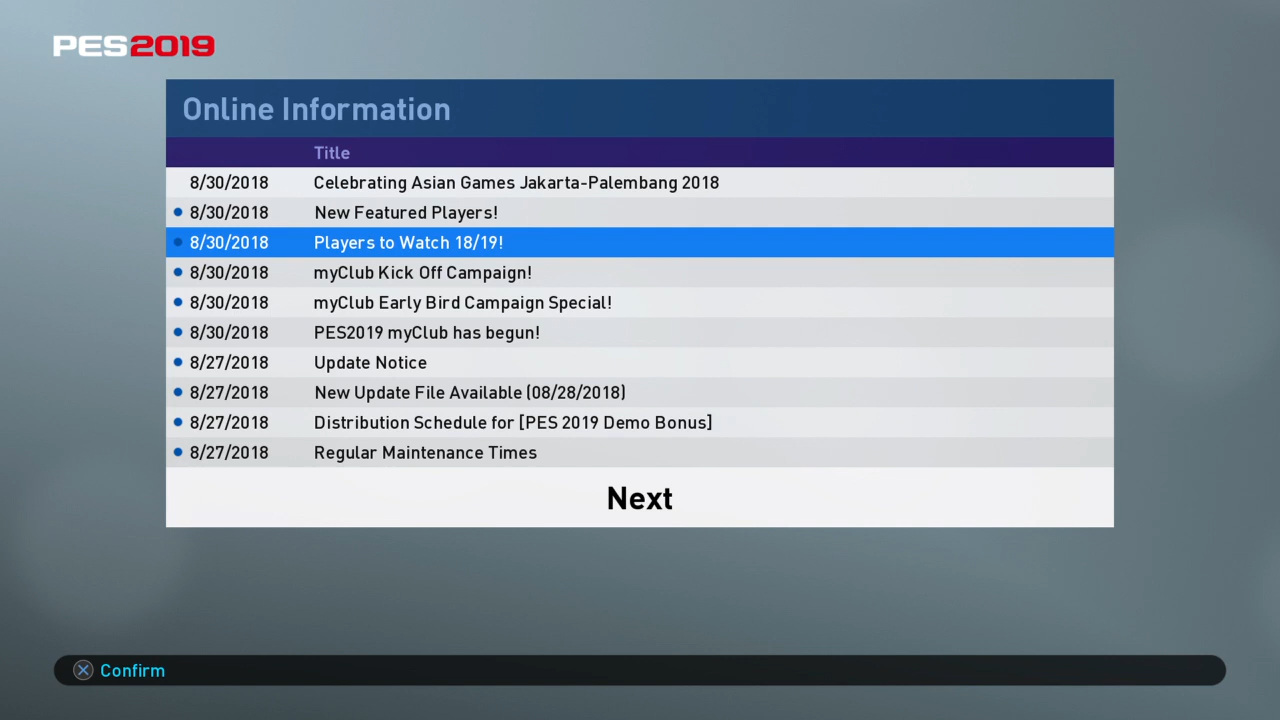 PES2019
Online Information
Title
8/30/2018 Celebrating Asian Games Jakarta-Palembang 2018
8/30/2018 New Featured Players!
8/30/2018 Players to Watch 18/19!
8/30/2018 myClub Kick Off Campaign!
8/30/2018 myClub Early Bird Campaign Special!
8/30/2018 PES2019 myClub has begun!
8/27/2018 Update Notice
8/27/2018 New Update File Available (08/28/2018)
8/27/2018 Distribution Schedule for [PES 2019 Demo Bonus]
8/27/2018 Regular Maintenance Times
Next
Confirm